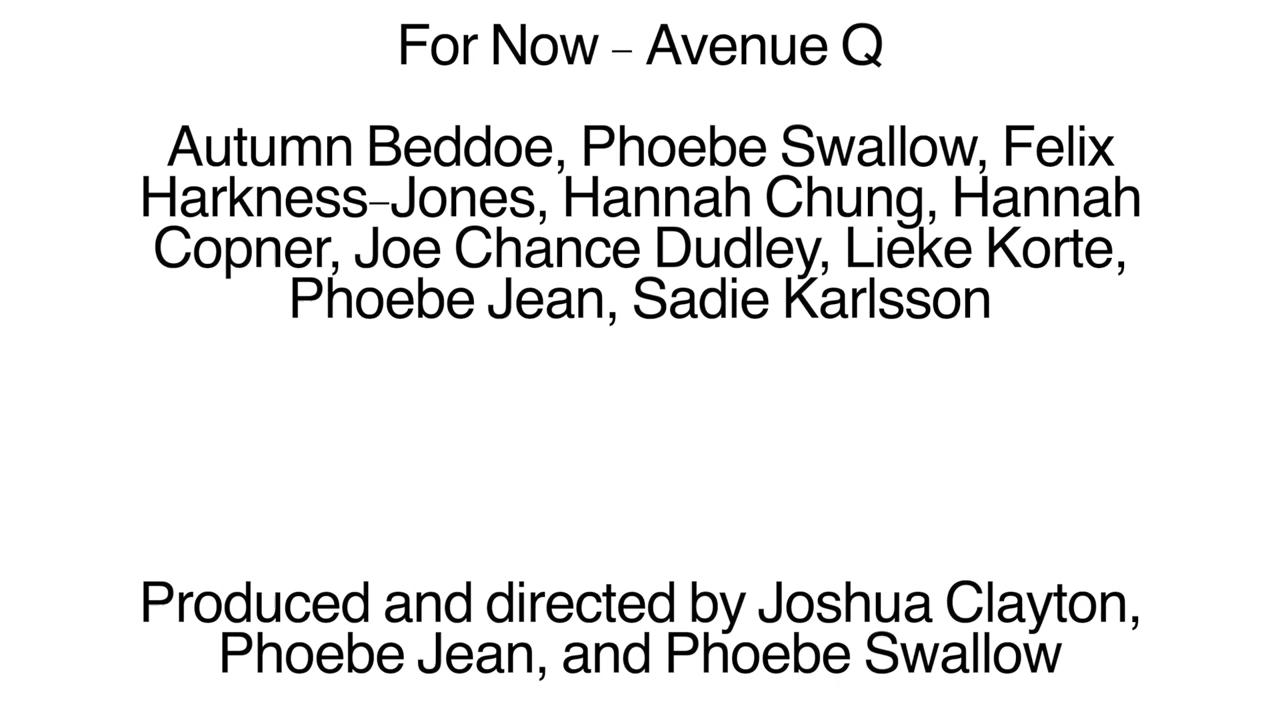 For Now – Avenue Q
Autumn Beddoe, Phoebe Swallow, Felix
Harkness–Jones, Hannah Chung, Hannah
Copner, Joe Chance Dudley, Lieke Korte,
Phoebe Jean, Sadie Karlsson
Produced and directed by Joshua Clayton,
Phoebe Jean, and Phoebe Swallow